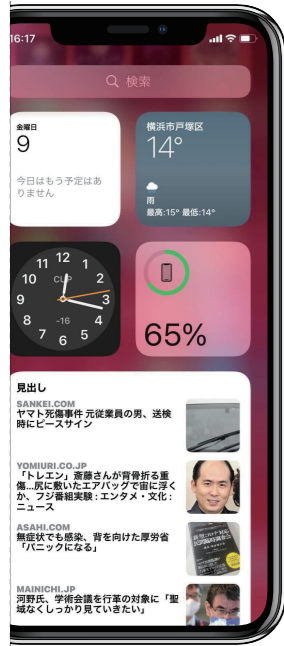 16:17
検索
金曜日
9
今日はもう予定はあ
りません
横浜市戸塚区
14°
雨
最高:15° 最低:14°
12
11
1
10
CUP
2
9
3
8
-16
4
7
6
5
65%
見出し
SANKEI.COM
ヤマト死傷事件 元従業員の男、送検
時にピースサイン
YOMIURI.CO.JP
「トレエン」斎藤さんが背骨折る重
傷…尻に敷いたエアバッグで宙に浮く
か、フジ番組実験 : エンタメ・文化 :
ニュース
ASAHI.COM
無症状でも感染、背を向けた厚労省
「パニックになる」
MAINICHI.JP
河野氏、学術会議を行革の対象に「聖
域なくしっかり見ていきたい」